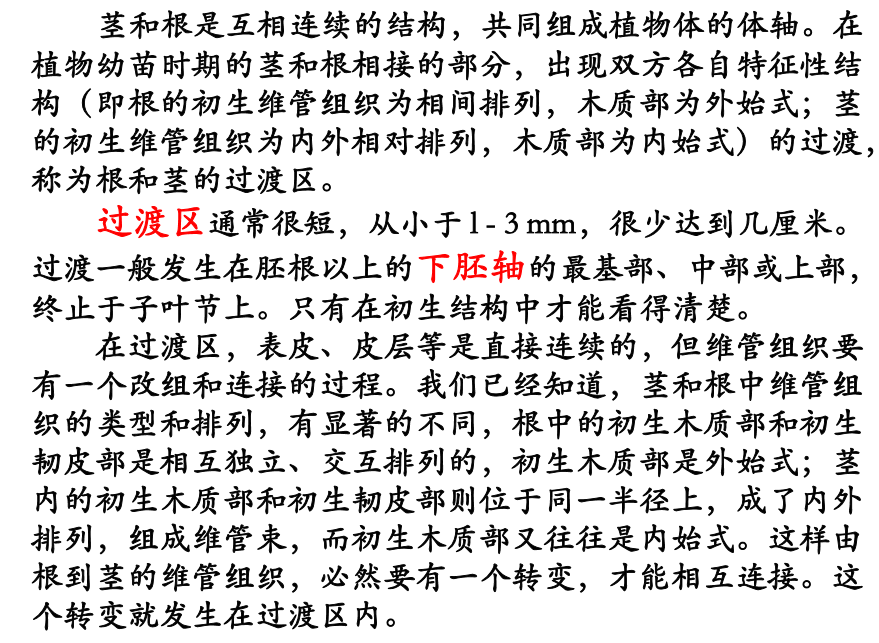 茎和根是互相连续的结构，共同组成植物体的体轴。在
植物幼苗时期的茎和根相接的部分，出现双方各自特征性结
构（即根的初生维管组织为相间排列，木质部为外始式；茎
的初生维管组织为内外相对排列，木质部为内始式）的过渡，
称为根和茎的过渡区。
过渡区通常很短，从小于l - 3 mm，很少达到几厘米。
过渡一般发生在胚根以上的下胚轴的最基部、中部或上部，
终止于子叶节上。只有在初生结构中才能看得清楚。
在过渡区，表皮、皮层等是直接连续的，但维管组织要
有一个改组和连接的过程。我们已经知道，茎和根中维管组
织的类型和排列，有显著的不同，根中的初生木质部和初生
韧皮部是相互独立、交互排列的，初生木质部是外始式；茎
内的初生木质部和初生韧皮部则位于同一半径上，成了内外
排列，组成维管束，而初生木质部又往往是内始式。这样由
根到茎的维管组织，必然要有一个转变，才能相互连接。这
个转变就发生在过渡区内。